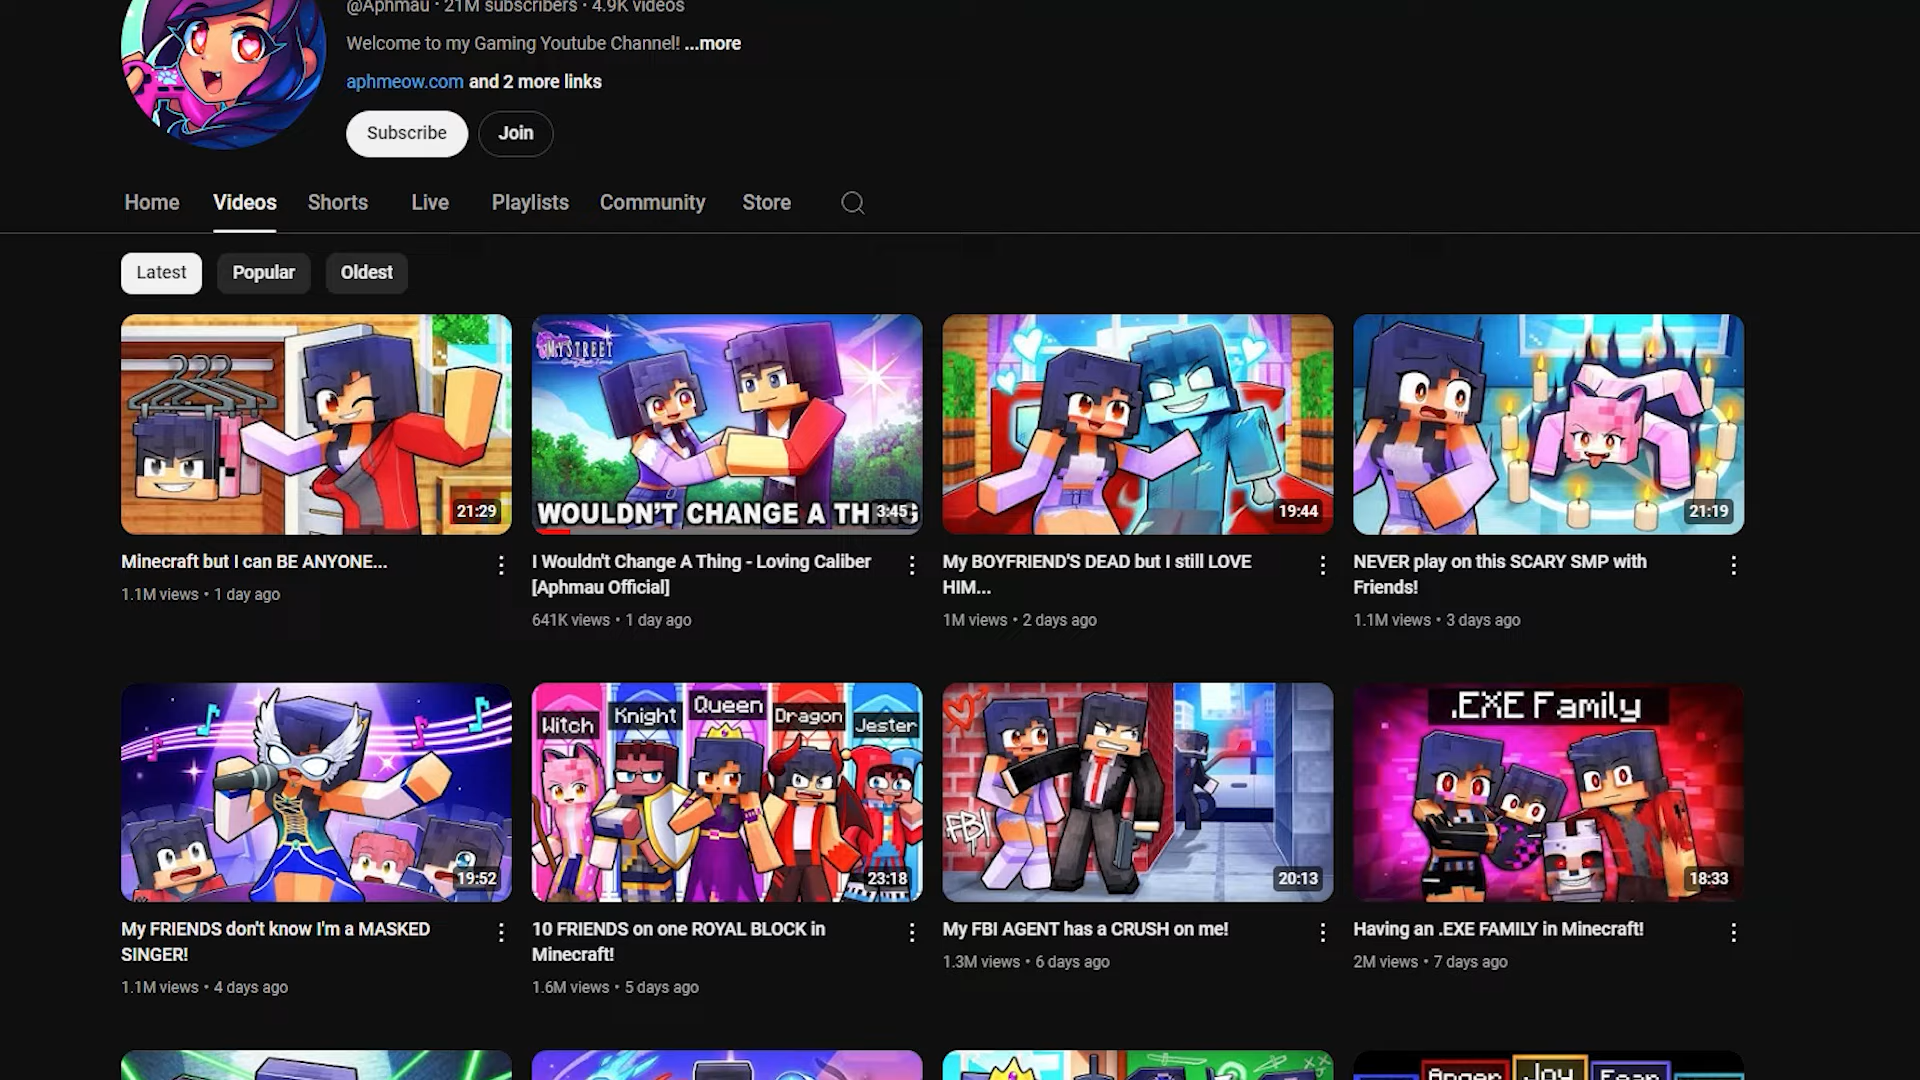 @Aphmau · 21M subscribers · 4.9K videos
Welcome to my Gaming Youtube Channel! ...more
aphmeow.com and 2 more links
Subscribe Join
Home Videos Shorts Live Playlists Community Store
Latest Popular Oldest
MYSTREET
WOULDN'T CHANGE A THING
21:29 3:45 19:44 21:19
Minecraft but I can BE ANYONE...
1.1M views • 1 day ago
I Wouldn't Change A Thing - Loving Caliber
[Aphmau Official]
641K views • 1 day ago
My BOYFRIEND'S DEAD but I still LOVE
HIM...
1M views • 2 days ago
NEVER play on this SCARY SMP with
Friends!
1.1M views • 3 days ago
Witch Knight Queen Dragon Jester
FBI
.EXE Family
19:52 23:18 20:13 18:33
My FRIENDS don't know I'm a MASKED
SINGER!
1.1M views • 4 days ago
10 FRIENDS on one ROYAL BLOCK in
Minecraft!
1.6M views • 5 days ago
My FBI AGENT has a CRUSH on me!
1.3M views • 6 days ago
Having an .EXE FAMILY in Minecraft!
2M views • 7 days ago
Anger Joy Fear